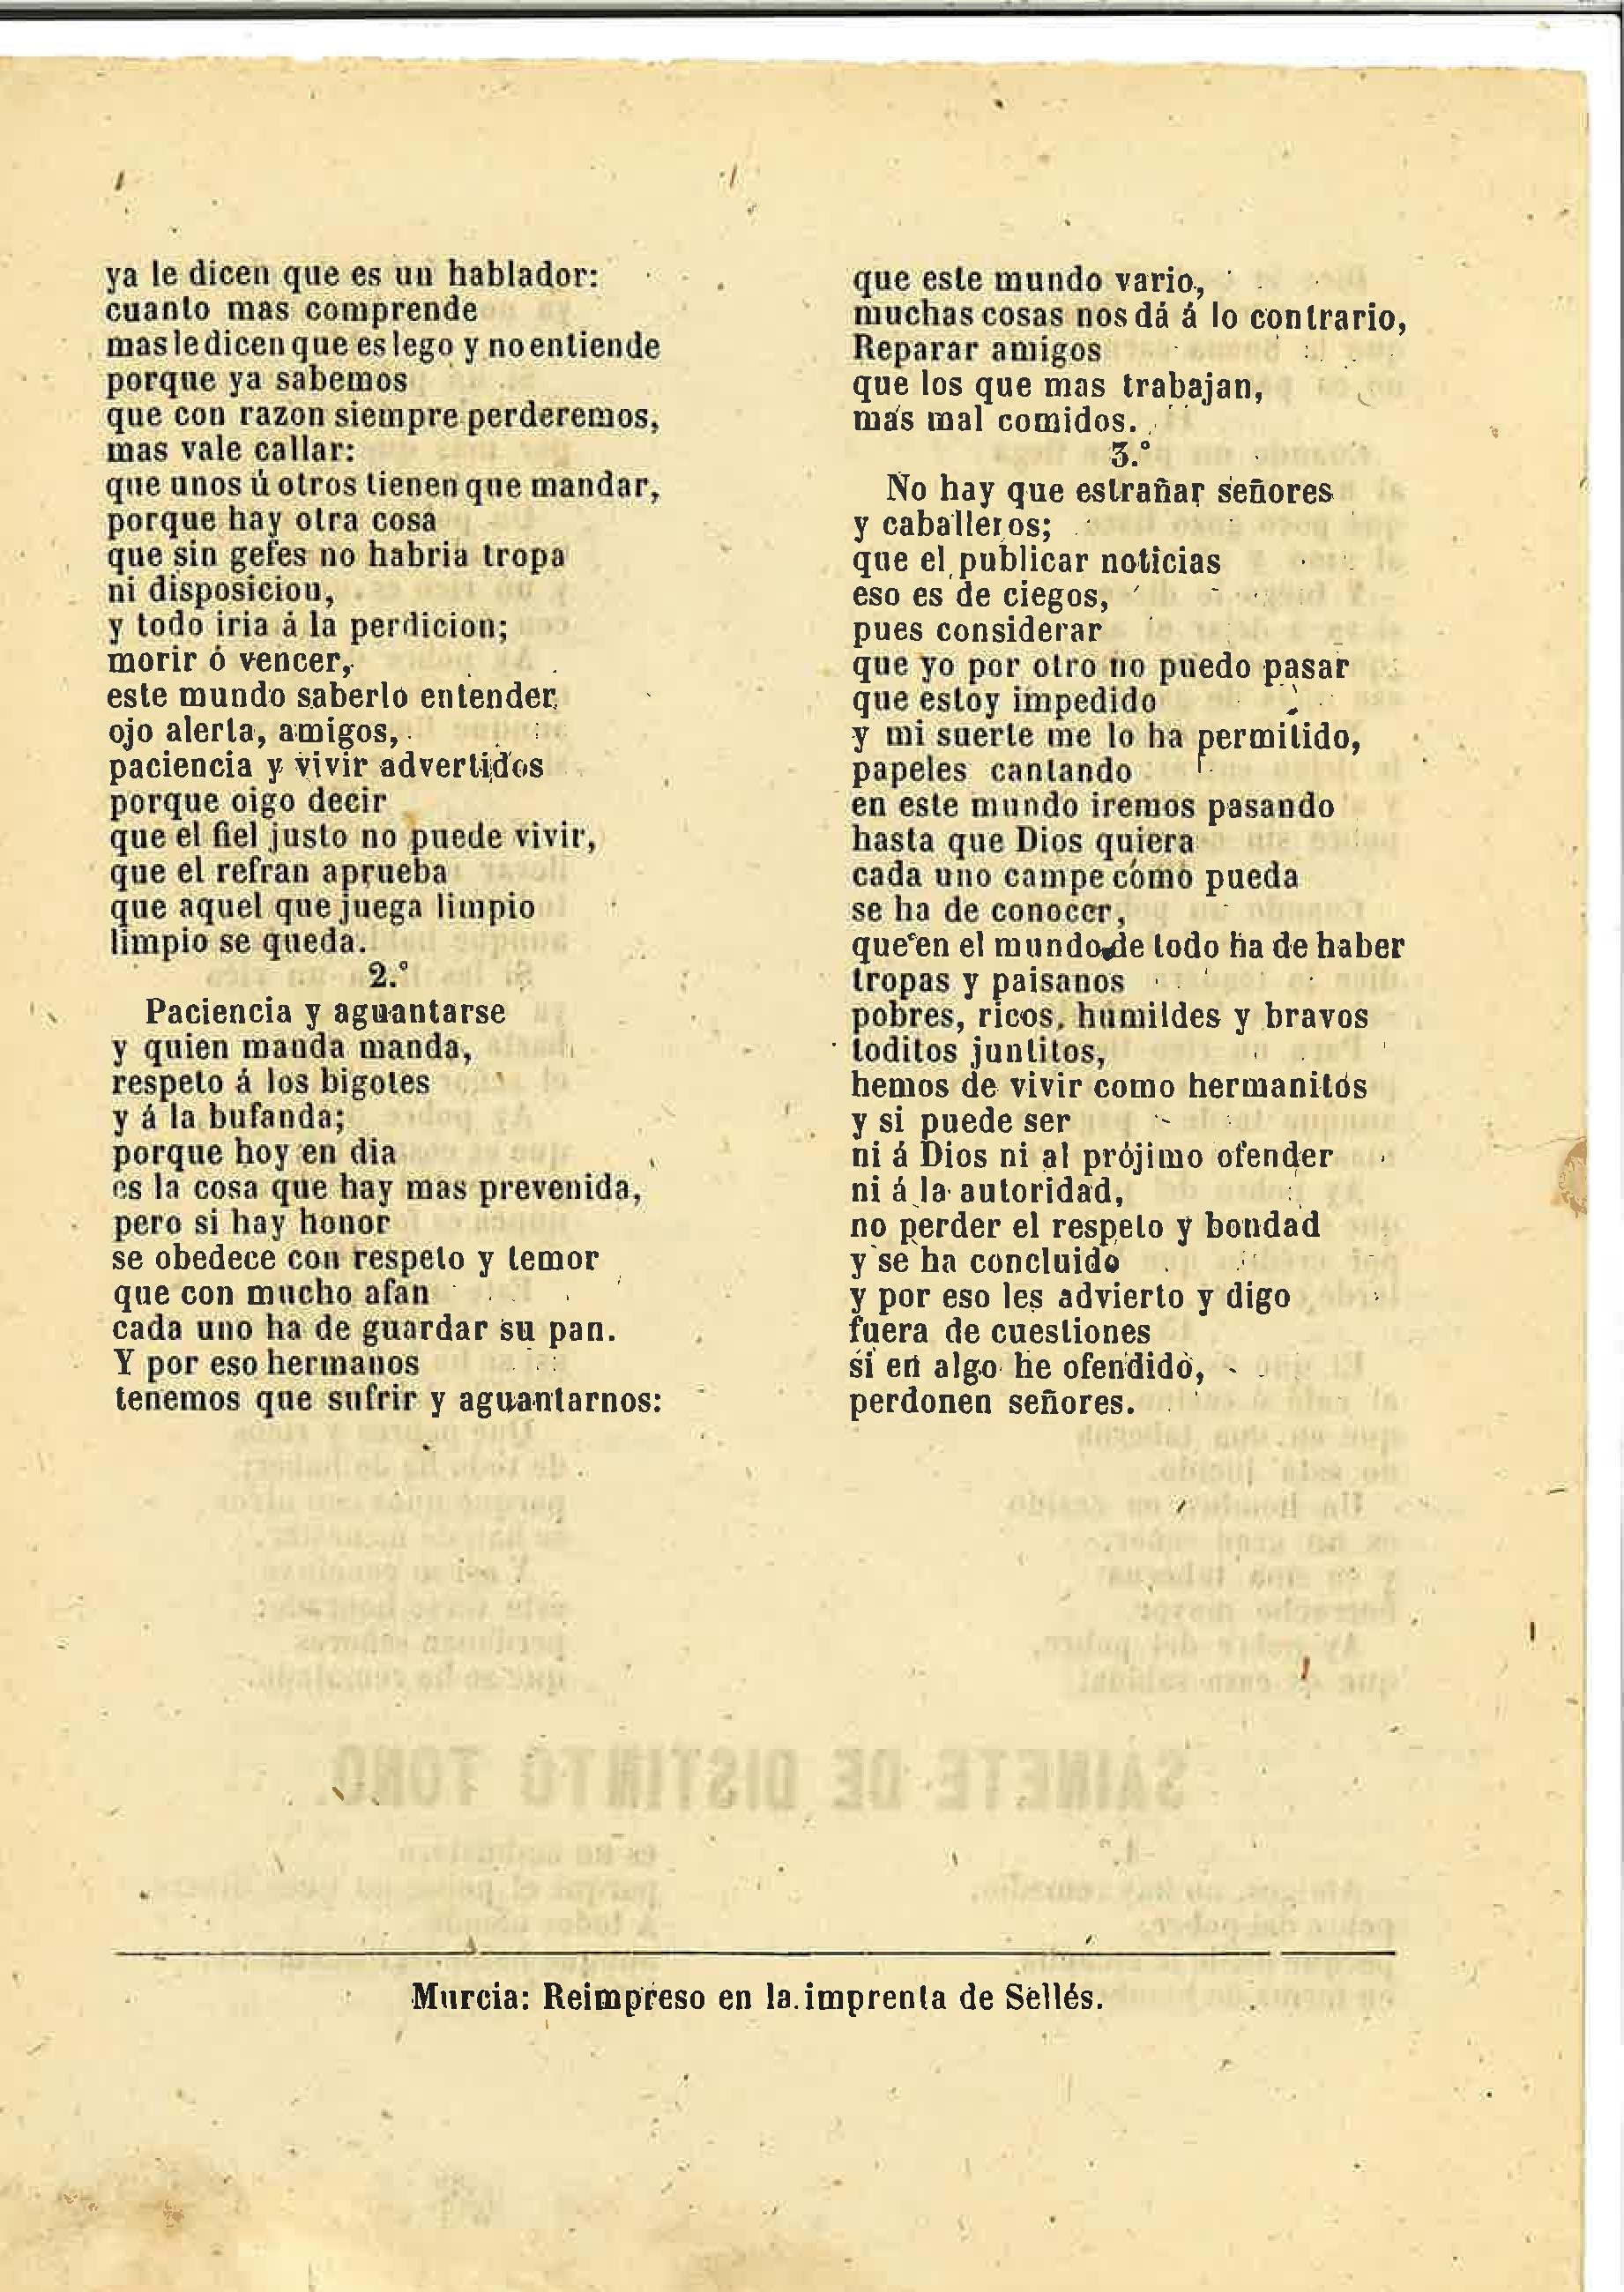 ya le dicen que es un hablador:
cuanto mas comprende
mas le dicen que es lego y no entiende
porque ya sabemos
que con razon siempre perderemos,
mas vale callar:
que unos ú otros tienen que mandar,
porque hay otra cosa
que sin gefes no habria tropa
ni disposiciou,
y todo iria á la perdicion;
morir ó vencer,
este mundo saberlo entender,
ojo alerta, amigos,
paciencia y vivir advertidos
porque oigo decir
que el fiel justo no puede vivir,
que el refran aprueba
que aquel que juega limpio
limpio se queda.
2.º
Paciencia y aguantarse
y quien manda manda,
respeto á los bigotes
y á la bufanda;
porque hoy en dia
es la cosa que hay mas prevenida,
pero si hay honor
se obedece con respeto y temor
que con mucho afan
cada uno ha de guardar su pan.
Y por eso hermanos
tenemos que sufrir y aguantarnos:
que este mundo vario,
muchas cosas nos dá á lo contrario,
Reparar amigos
que los que mas trabajan,
mas mal comidos.
3.º
No hay que estrañar señores
y caballeros;
que el publicar noticias
eso es de ciegos,
pues considerar
que yo por otro no puedo pasar
que estoy impedido
y mi suerte me lo ha permitido,
papeles cantando
en este mundo iremos pasando
hasta que Dios quiera
cada uno campe como pueda
se ha de conocer,
que en el mundo de todo ha de haber
tropas y paisanos
pobres, ricos, humildes y bravos
toditos juntitos,
hemos de vivir como hermanitos
y si puede ser
ni á Dios ni al prójimo ofender
ni á la autoridad,
no perder el respeto y bondad
y se ha concluido
y por eso les advierto y digo
fuera de cuestiones
si en algo he ofendido,
perdonen señores.
Murcia: Reimpreso en la imprenta de Sellés.